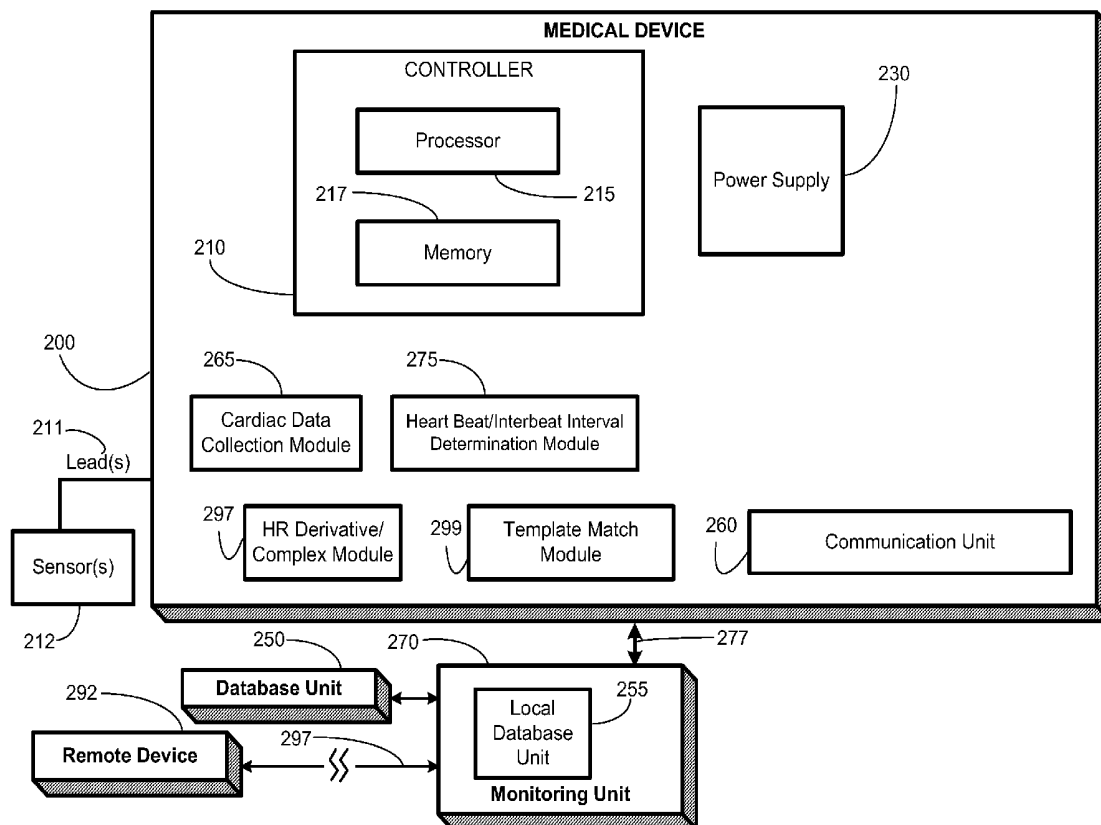 MEDICAL DEVICE
CONTROLLER
230
Processor
Power Supply
217
215
Memory
210
200
265
275
Cardiac Data
Collection Module
Heart Beat/Interbeat Interval
Determination Module
211
Lead(s)
297
HR Derivative/
Complex Module
299
Template Match
Module
260
Communication Unit
Sensor(s)
212
250
270
277
Database Unit
255
292
Local
Database
Unit
Remote Device
297
Monitoring Unit